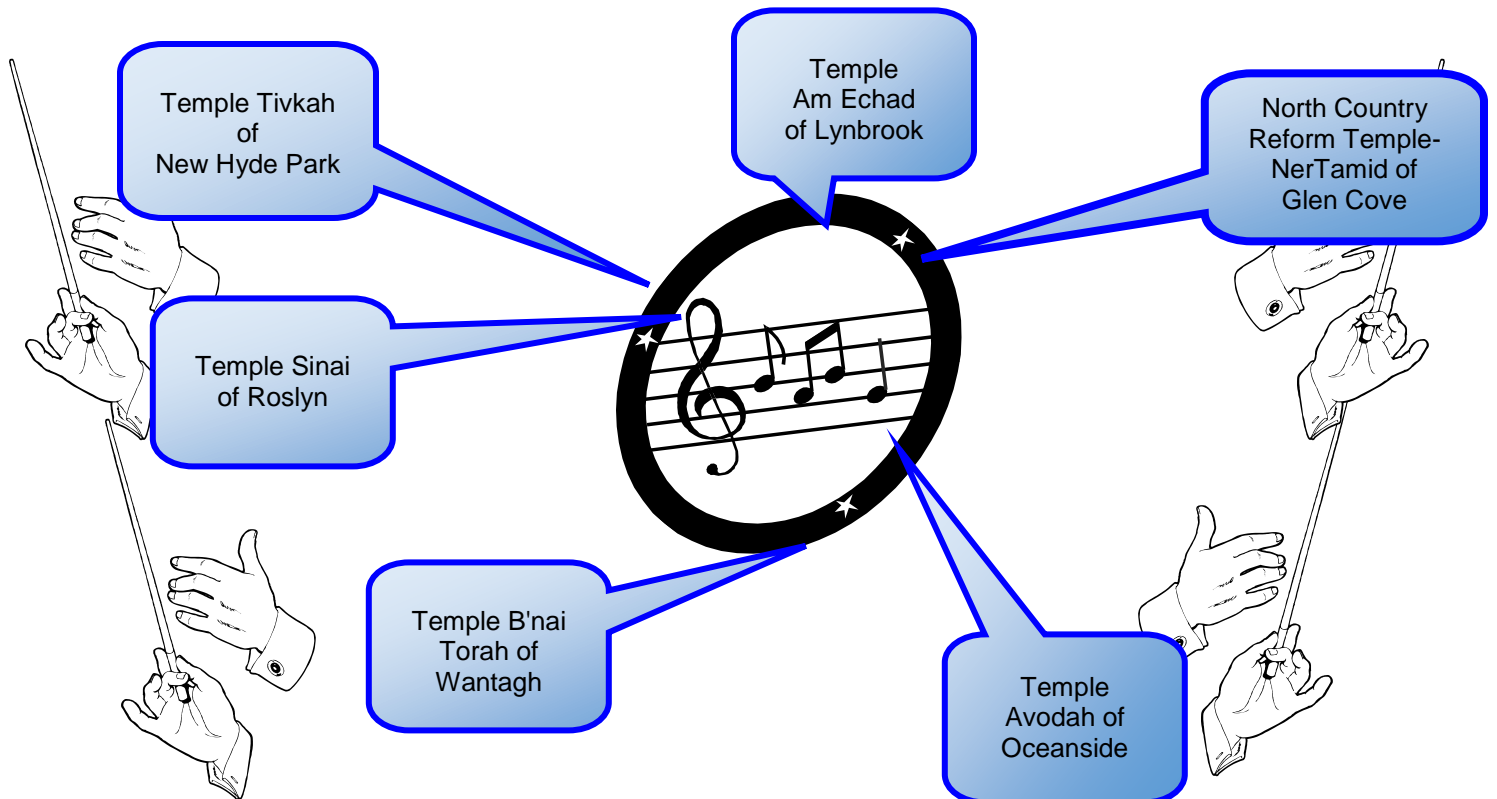 Temple Tivkah
of
New Hyde Park
Temple
Am Echad
of Lynbrook
North Country
Reform Temple-
NerTamid of
Glen Cove
Temple Sinai
of Roslyn
Temple B'nai
Torah of
Wantagh
Temple
Avodah of
Oceanside